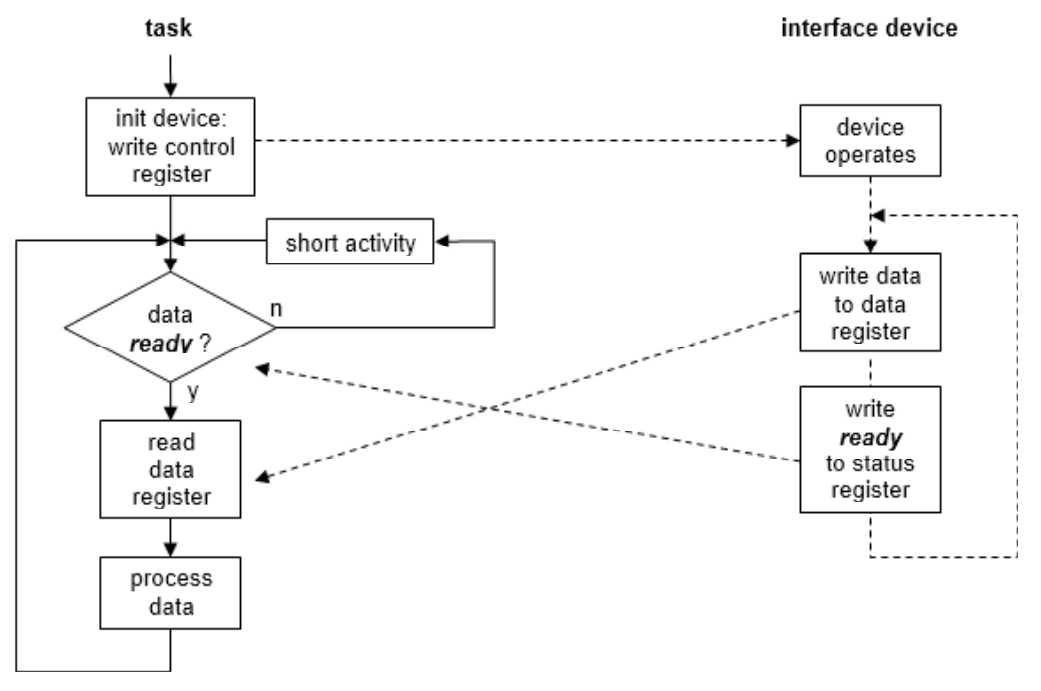 task
interface device
init device:
write control
register
device
operates
short activity
data
ready ?
n
y
write data
to data
register
read
data
register
write
ready
to status
register
process
data